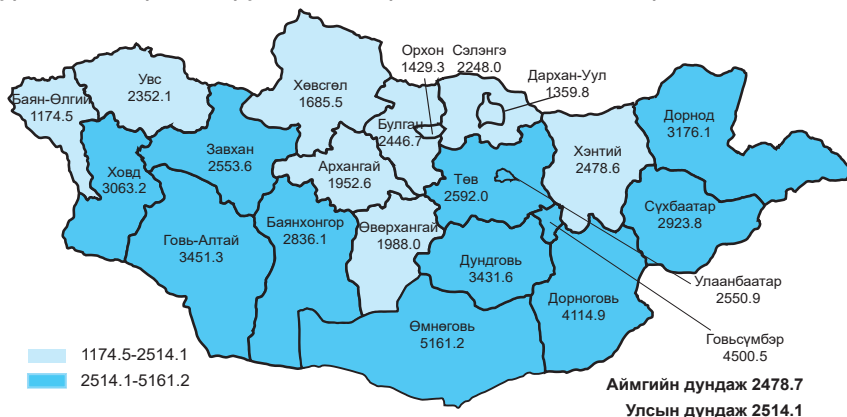 Орхон
1429.3
Сэлэнгэ
2248.0
Дархан-Уул
1359.8
Увс
2352.1
Хөвсгөл
1685.5
Баян-Өлгий
1174.5
Дорнод
3176.1
Булган
2446.7
Завхан
2553.6
Хэнтий
2478.6
Ховд
3063.2
Архангай
1952.6
Төв
2592.0
Сүхбаатар
2923.8
Баянхонгор
2836.1
Өвөрхангай
1988.0
Говь-Алтай
3451.3
Дундговь
3431.6
Улаанбаатар
2550.9
Дорноговь
4114.9
Өмнөговь
5161.2
Говьсүмбэр
4500.5
1174.5-2514.1
2514.1-5161.2
Аймгийн дундаж 2478.7
Улсын дундаж 2514.1